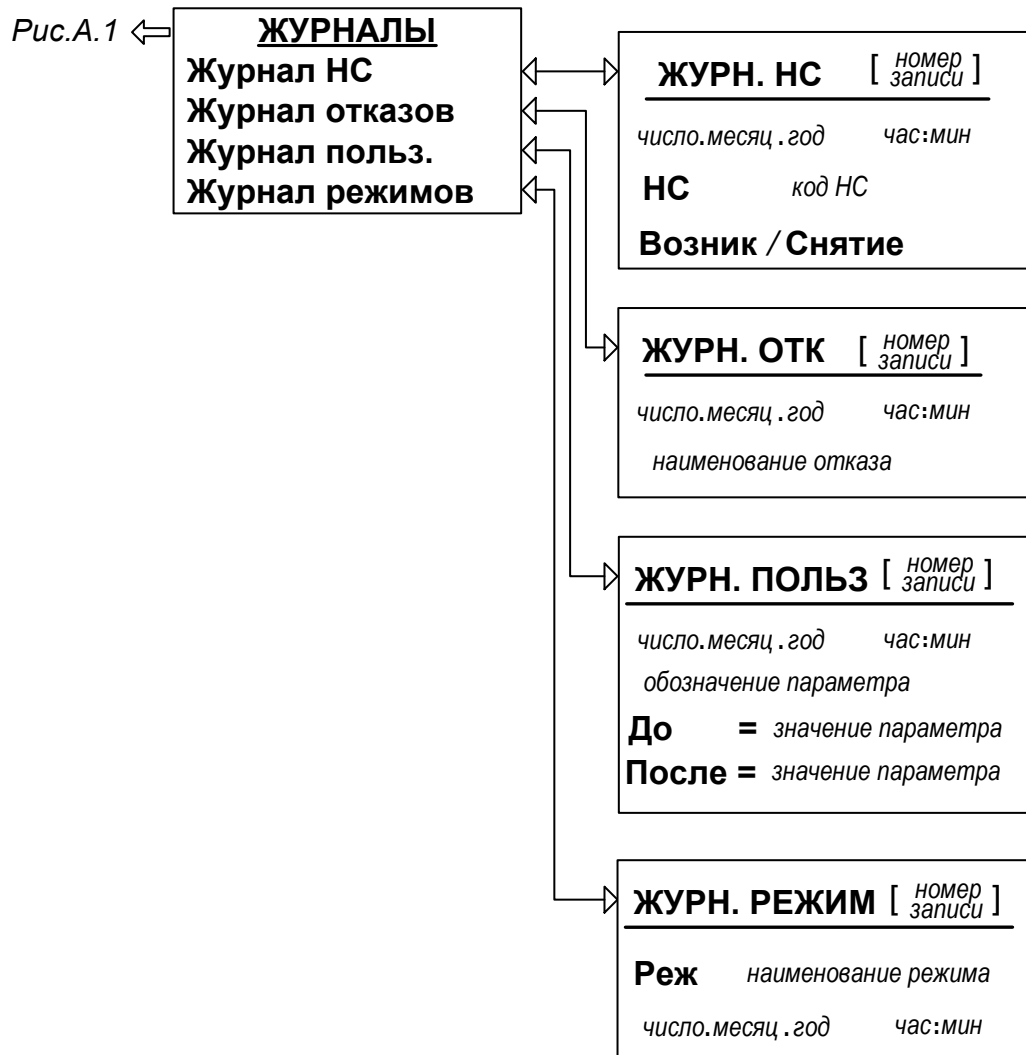 Рис.А.1
ЖУРНАЛЫ
Журнал НС
Журнал отказов
Журнал польз.
Журнал режимов
ЖУРН. НС [ номер записи ]
число.месяц.год час:мин
НС код НС
Возник / Снятие
ЖУРН. ОТК [ номер записи ]
число.месяц.год час:мин
наименование отказа
ЖУРН. ПОЛЬЗ [ номер записи ]
число.месяц.год час:мин
обозначение параметра
До = значение параметра
После = значение параметра
ЖУРН. РЕЖИМ [ номер записи ]
Реж наименование режима
число.месяц.год час:мин